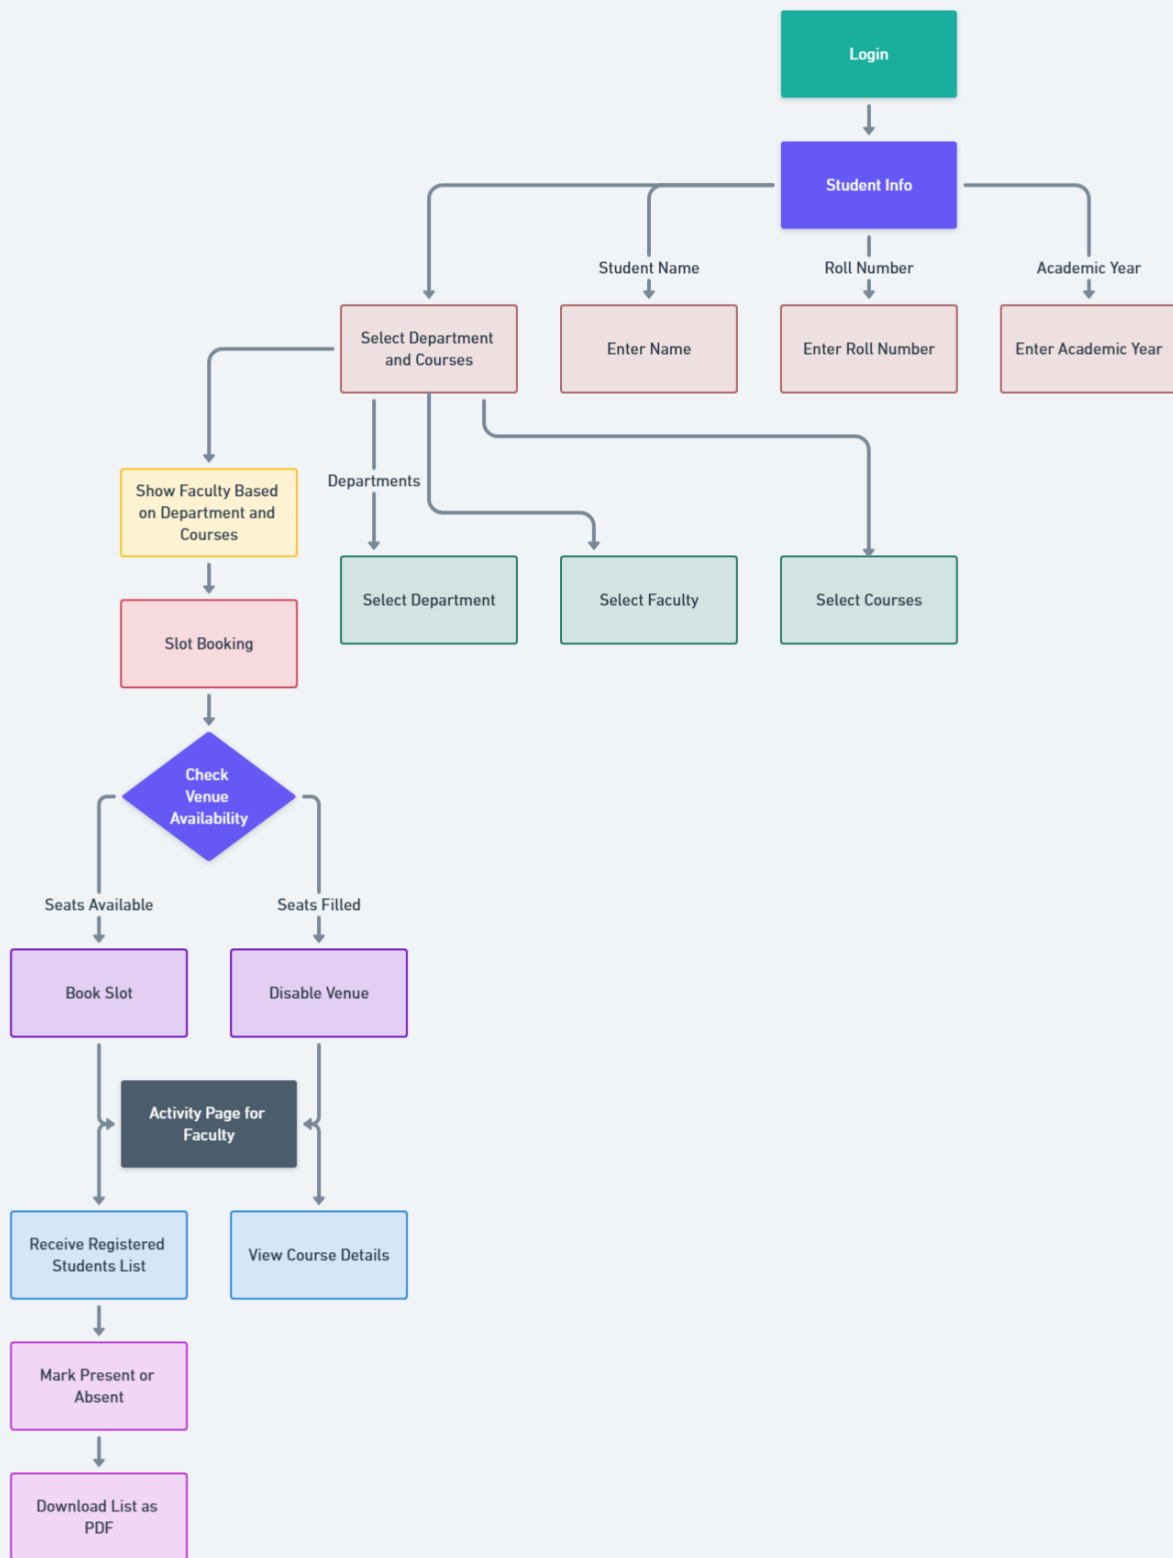 Login
Student Info
Student Name
Roll Number
Academic Year
Select Department
and Courses
Enter Name
Enter Roll Number
Enter Academic Year
Departments
Show Faculty Based
on Department and
Courses
Select Department
Select Faculty
Select Courses
Slot Booking
Check
Venue
Availability
Seats Available
Seats Filled
Book Slot
Disable Venue
Activity Page for
Faculty
Receive Registered
Students List
View Course Details
Mark Present or
Absent
Download List as
PDF